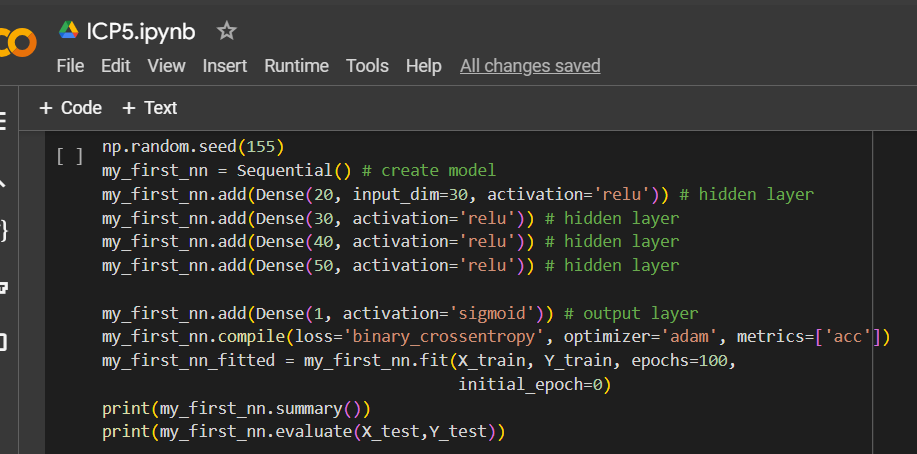 ICP5.ipynb
File Edit View Insert Runtime Tools Help All changes saved
+ Code + Text
[ ]
np.random.seed(155)
my_first_nn = Sequential() # create model
my_first_nn.add(Dense(20, input_dim=30, activation='relu')) # hidden layer
my_first_nn.add(Dense(30, activation='relu')) # hidden layer
my_first_nn.add(Dense(40, activation='relu')) # hidden layer
my_first_nn.add(Dense(50, activation='relu')) # hidden layer
my_first_nn.add(Dense(1, activation='sigmoid')) # output layer
my_first_nn.compile(loss='binary_crossentropy', optimizer='adam', metrics=['acc'])
my_first_nn_fitted = my_first_nn.fit(X_train, Y_train, epochs=100,
initial_epoch=0)
print(my_first_nn.summary())
print(my_first_nn.evaluate(X_test,Y_test))